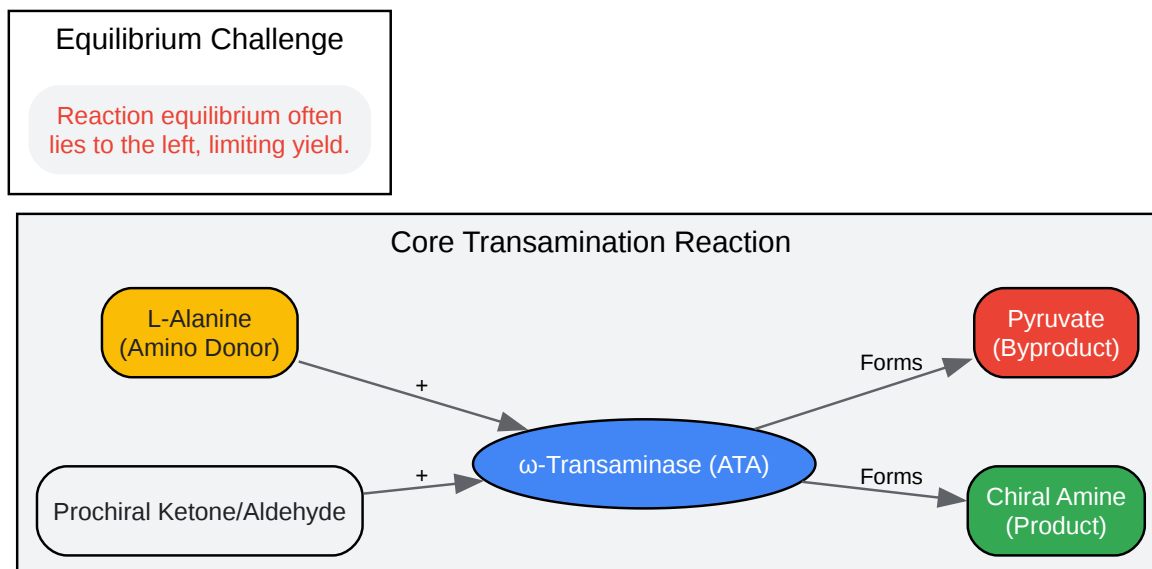 Equilibrium Challenge
Reaction equilibrium often
lies to the left, limiting yield.
Core Transamination Reaction
L-Alanine
(Amino Donor)
+
Prochiral Ketone/Aldehyde
+
ω-Transaminase (ATA)
Forms
Pyruvate
(Byproduct)
Forms
Chiral Amine
(Product)